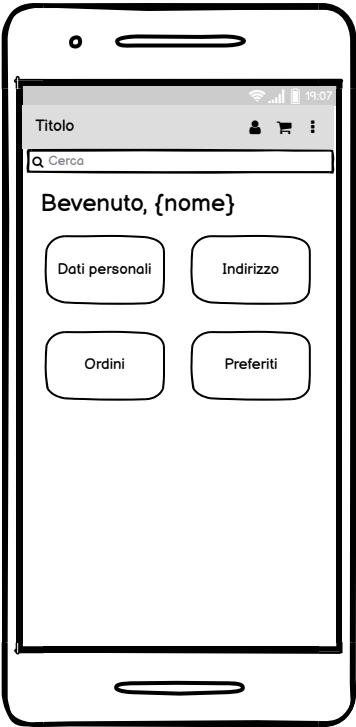 19:07
Titolo
Cerca
Bevenuto, {nome}
Dati personali
Indirizzo
Ordini
Preferiti